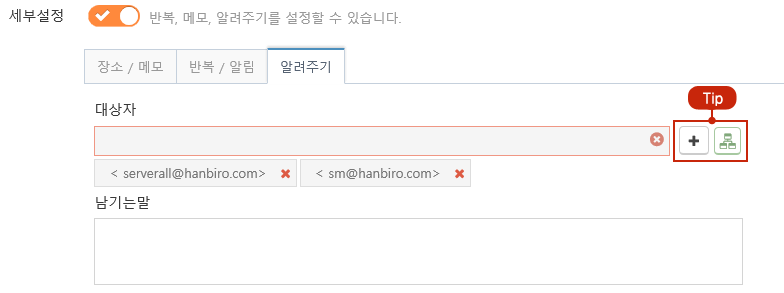 세부설정 반복, 메모, 알려주기를 설정할 수 있습니다.
장소 / 메모 반복 / 알림 알려주기
Tip
대상자
< serverall@hanbiro.com> < sm@hanbiro.com>
남기는말